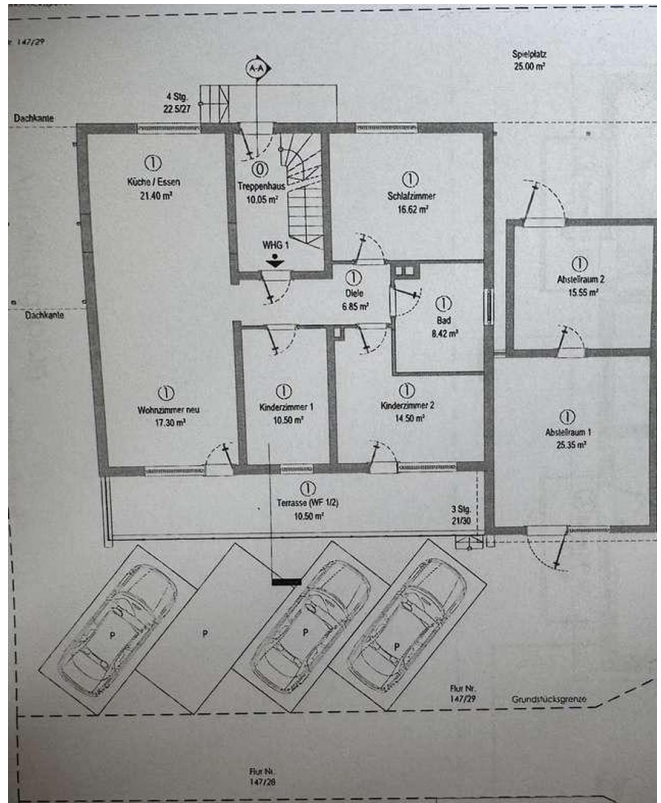 147/29
Spielplatz
25.00 m²
A-A
4 Stg.
22.5/27
Dachkante
1
Küche / Essen
21.40 m²
0
Treppenhaus
10.05 m²
1
Schlafzimmer
16.62 m²
WHG 1
1
Abstellraum 2
15.55 m²
1
Diele
6.85 m²
1
Bad
8.42 m²
Dachkante
1
Wohnzimmer neu
17.30 m²
1
Kinderzimmer 1
10.50 m²
1
Kinderzimmer 2
14.50 m²
1
Abstellraum 1
25.35 m²
1
Terrasse (WF 1/2)
10.50 m²
3 Stg.
21/30
P
P
P
P
Flur Nr.
147/29
Grundstücksgrenze
Flur Nr.
147/28